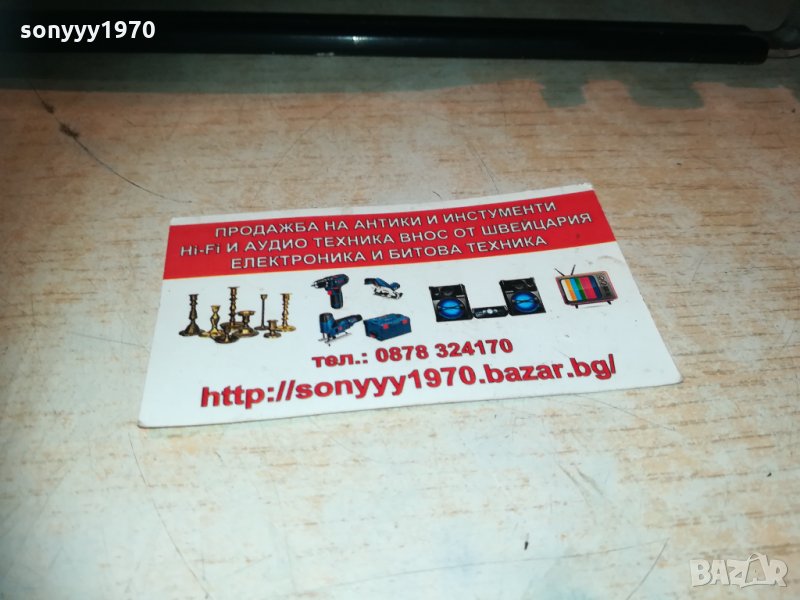 sonyyy1970
ПРОДАЖБА НА АНТИКИ И ИНСТУМЕНТИ
Hi-Fi И АУДИО ТЕХНИКА ВНОС ОТ ШВЕЙЦАРИЯ
ЕЛЕКТРОНИКА И БИТОВА ТЕХНИКА
тел.: 0878 324170
http://sonyyy1970.bazar.bg/
BAZAR